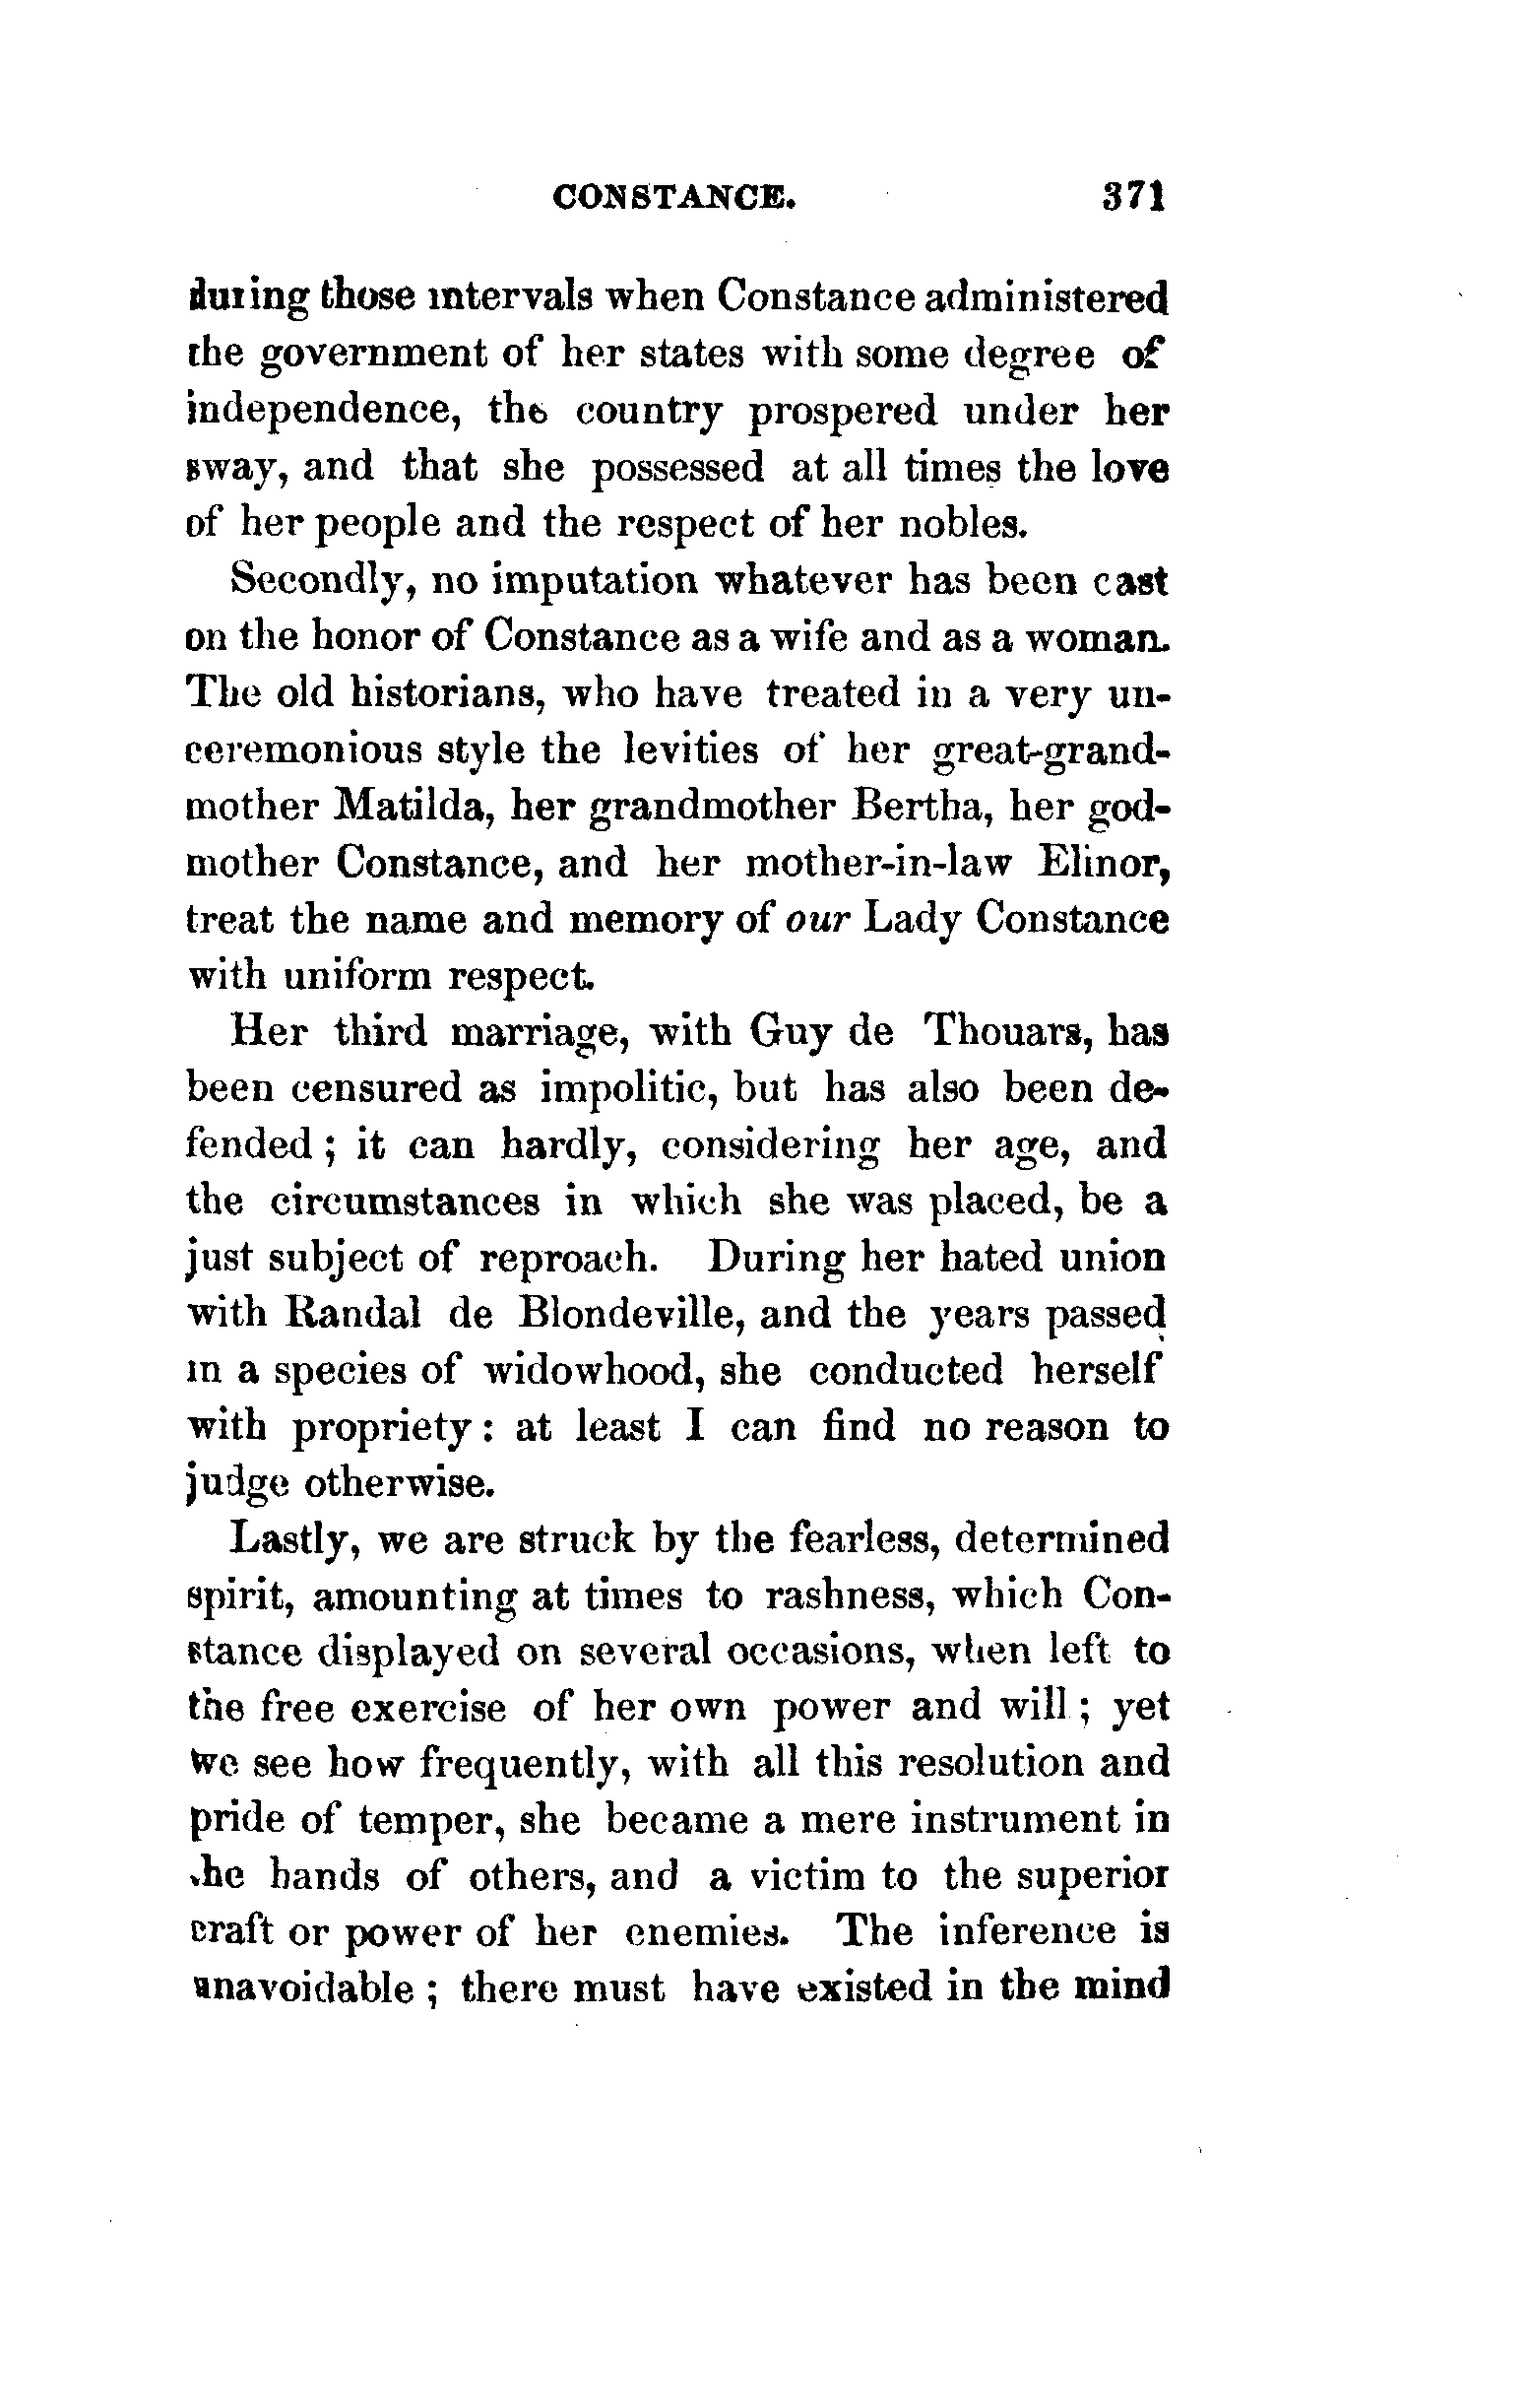 CONSTANCE. 371
during those intervals when Constance administered
the government of her states with some degree of
independence, the country prospered under her
sway, and that she possessed at all times the love
of her people and the respect of her nobles.
Secondly, no imputation whatever has been cast
on the honor of Constance as a wife and as a woman.
The old historians, who have treated in a very un-
ceremonious style the levities of her great-grand-
mother Matilda, her grandmother Bertha, her god-
mother Constance, and her mother-in-law Elinor,
treat the name and memory of our Lady Constance
with uniform respect.
Her third marriage, with Guy de Thouars, has
been censured as impolitic, but has also been de-
fended ; it can hardly, considering her age, and
the circumstances in which she was placed, be a
just subject of reproach. During her hated union
with Randal de Blondeville, and the years passed
in a species of widowhood, she conducted herself
with propriety : at least I can find no reason to
judge otherwise.
Lastly, we are struck by the fearless, determined
spirit, amounting at times to rashness, which Con-
stance displayed on several occasions, when left to
the free exercise of her own power and will ; yet
we see how frequently, with all this resolution and
pride of temper, she became a mere instrument in
the hands of others, and a victim to the superior
craft or power of her enemies. The inference is
unavoidable ; there must have existed in the mind